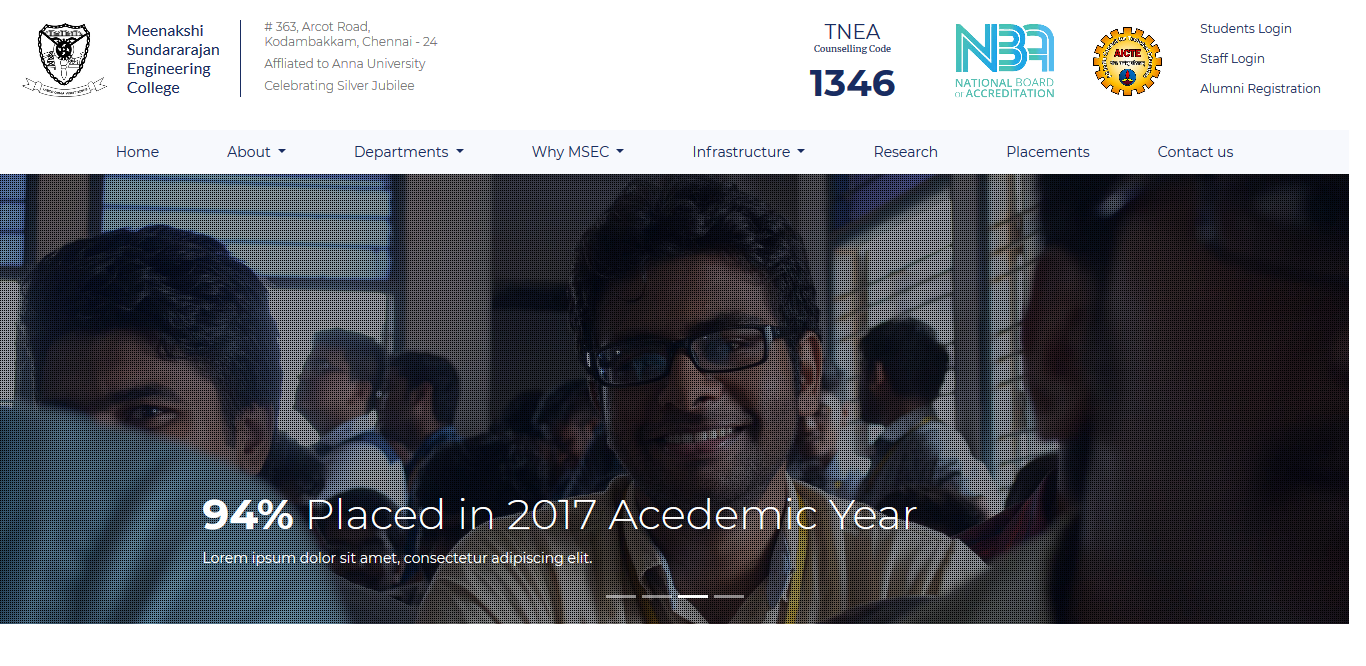 Meenakshi
Sundararajan
Engineering
College
# 363, Arcot Road,
Kodambakkam, Chennai - 24
Affliated to Anna University
Celebrating Silver Jubilee
TNEA
Counselling Code
1346
NBA
NATIONAL BOARD
OF ACCREDITATION
AICTE
Students Login
Staff Login
Alumni Registration
Home
About
Departments
Why MSEC
Infrastructure
Research
Placements
Contact us
94% Placed in 2017 Acedemic Year
Lorem ipsum dolor sit amet, consectetur adipiscing elit.